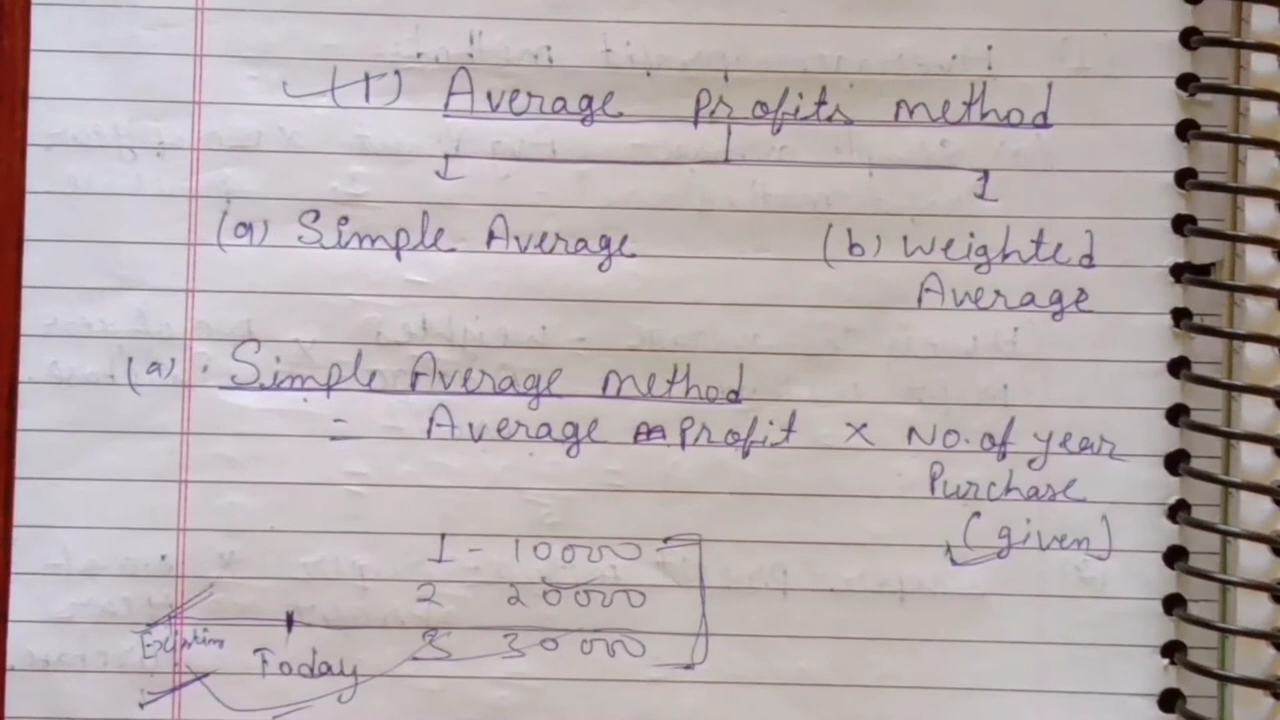 (1) Average profits method
(a) Simple Average (b) Weighted
Average
(a) Simple Average method
= Average Profit × No. of year
Purchase
(given)
1 - 10000
2 20000
3 30000
Today